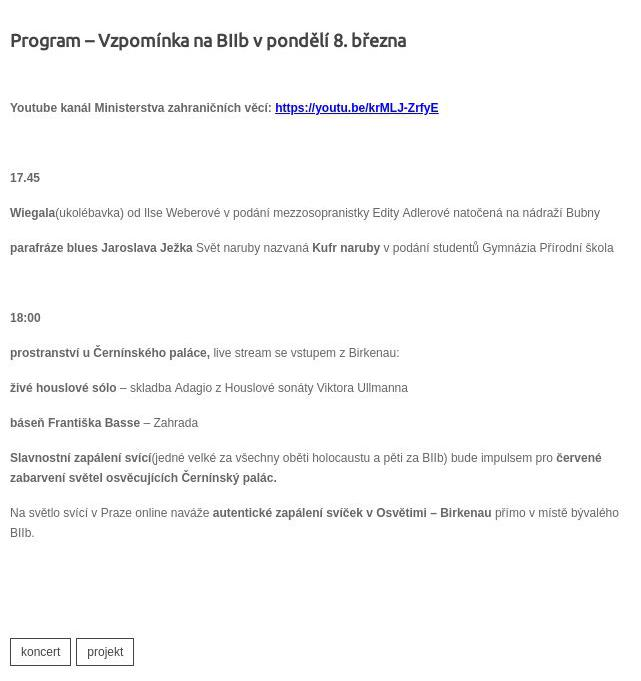 Program – Vzpomínka na BIIb v pondělí 8. března
Youtube kanál Ministerstva zahraničních věcí: https://youtu.be/krMLJ-ZrfyE
17.45
Wiegala(ukolébavka) od Ilse Weberové v podání mezzosopranistky Edity Adlerové natočená na nádraží Bubny
parafráze blues Jaroslava Ježka Svět naruby nazvaná Kufr naruby v podání studentů Gymnázia Přírodní škola
18:00
prostranství u Černínského paláce, live stream se vstupem z Birkenau:
živé houslové sólo – skladba Adagio z Houslové sonáty Viktora Ullmanna
báseň Františka Basse – Zahrada
Slavnostní zapálení svící(jedné velké za všechny oběti holocaustu a pěti za BIIb) bude impulsem pro červené
zabarvení světel osvěcujících Černínský palác.
Na světlo svící v Praze online naváže autentické zapálení svíček v Osvětimi – Birkenau přímo v místě bývalého
BIIb.
koncert projekt